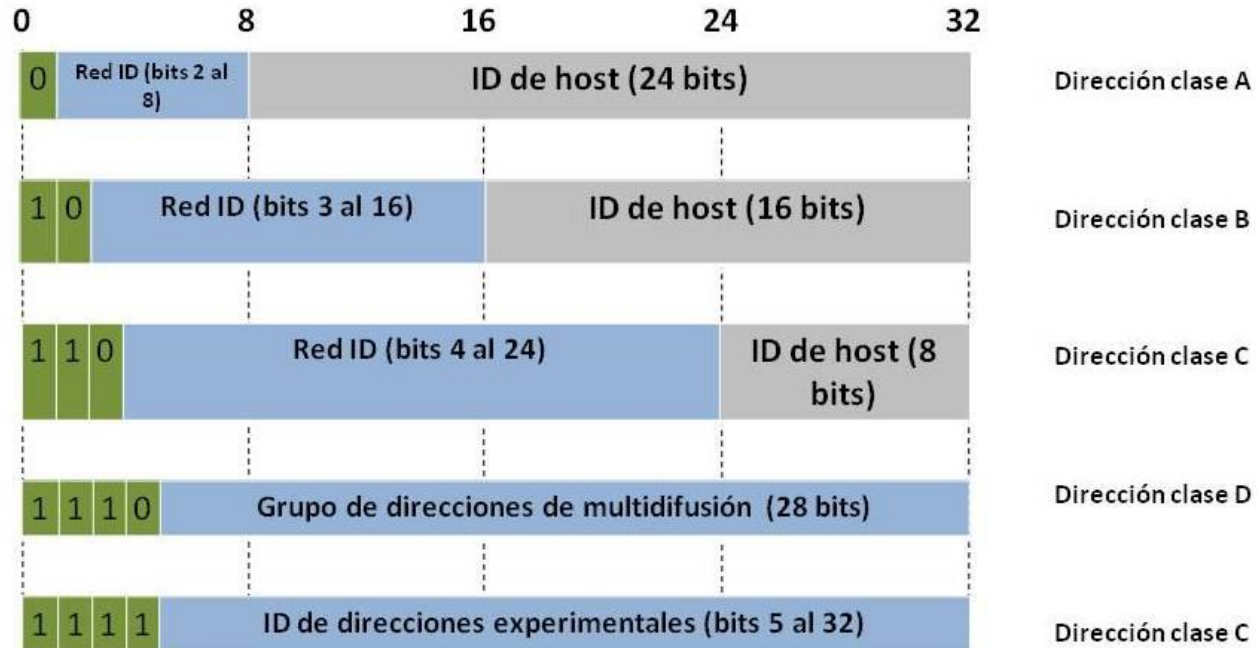 0 8 16 24 32
0 Red ID (bits 2 al
8)
ID de host (24 bits)
Dirección clase A
1 0 Red ID (bits 3 al 16) ID de host (16 bits)
Dirección clase B
1 1 0 Red ID (bits 4 al 24) ID de host (8
bits)
Dirección clase C
1 1 1 0 Grupo de direcciones de multidifusión (28 bits)
Dirección clase D
1 1 1 1 ID de direcciones experimentales (bits 5 al 32)
Dirección clase C